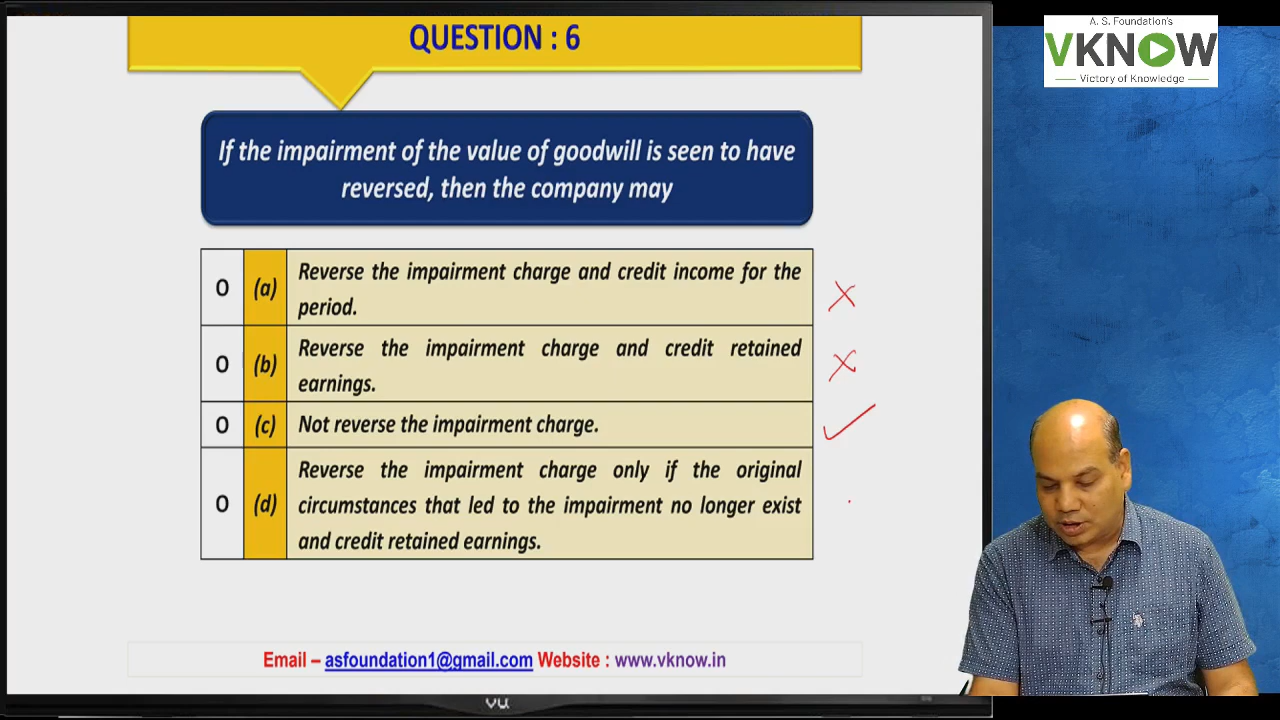 QUESTION : 6
A. S. Foundation's
VKNOW
Victory of Knowledge
If the impairment of the value of goodwill is seen to have
reversed, then the company may
O (a) Reverse the impairment charge and credit income for the
period.
O (b) Reverse the impairment charge and credit retained
earnings.
O (c) Not reverse the impairment charge.
O (d) Reverse the impairment charge only if the original
circumstances that led to the impairment no longer exist
and credit retained earnings.
Email – asfoundation1@gmail.com Website : www.vknow.in
vu